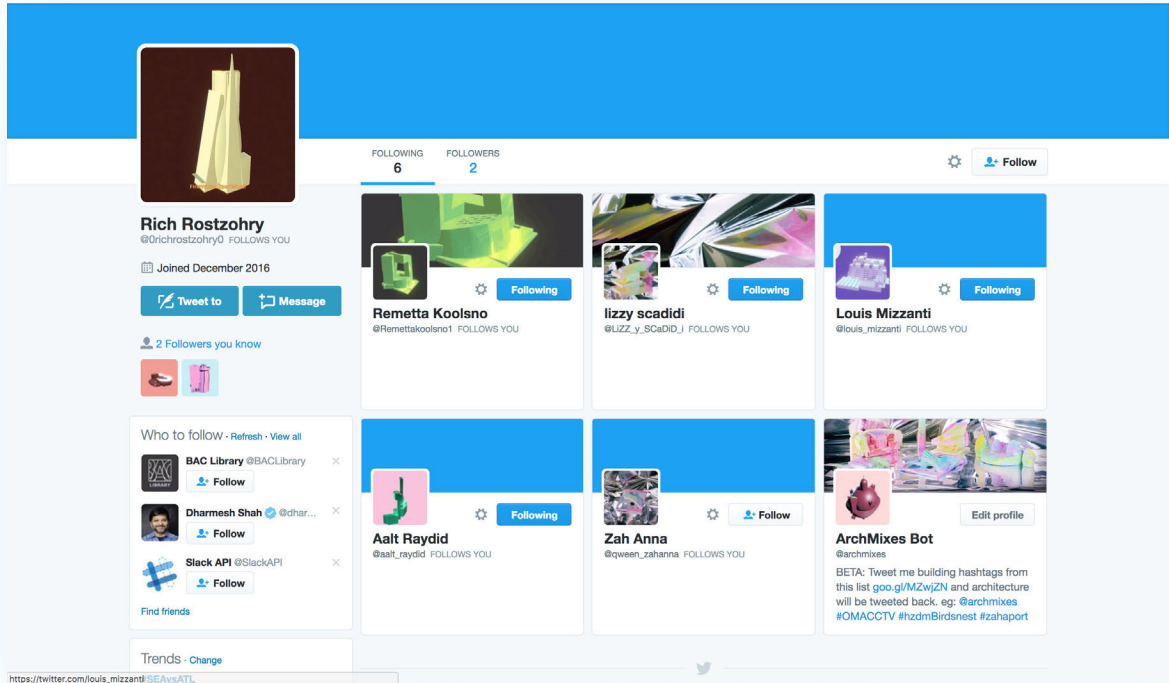 FOLLOWING
6
FOLLOWERS
2
Follow
Rich Rostzohry
@0richrostzohry0 FOLLOWS YOU
Joined December 2016
Tweet to
Message
2 Followers you know
Who to follow · Refresh · View all
BAC Library @BACLibrary
Follow
BAC
LIBRARY
Dharmesh Shah @dhar...
Follow
Slack API @SlackAPI
Follow
Find friends
Trends · Change
#SEAvsATL
https://twitter.com/louis_mizzanti
Following
Remetta Koolsno
@Remettakoolsno1 FOLLOWS YOU
Following
lizzy scadidi
@LiZZ_y_SCaDiD_i FOLLOWS YOU
Following
Louis Mizzanti
@louis_mizzanti FOLLOWS YOU
Following
Aalt Raydid
@aalt_raydid FOLLOWS YOU
Follow
Zah Anna
@qween_zahanna FOLLOWS YOU
Edit profile
ArchMixes Bot
@archmixes
BETA: Tweet me building hashtags from
this list goo.gl/MZwjZN and architecture
will be tweeted back. eg: @archmixes
#OMACCTV #hzdmBirdsnest #zahaport